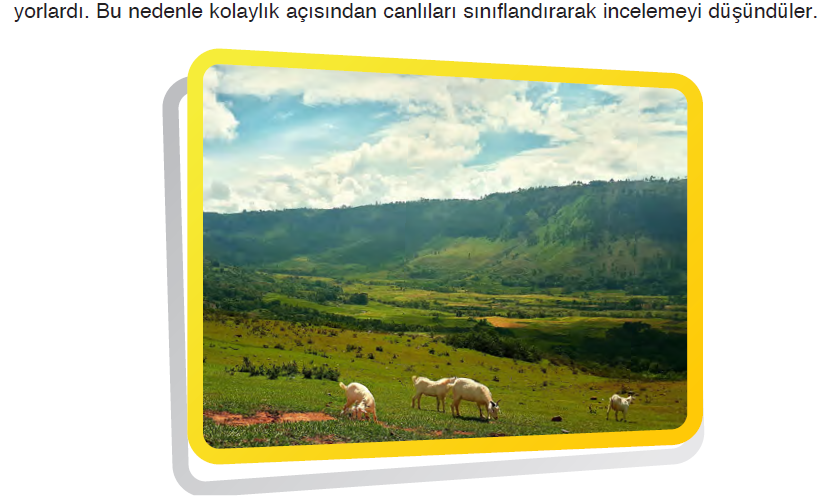 yorlardı. Bu nedenle kolaylık açısından canlıları sınıflandırarak incelemeyi düşündüler.